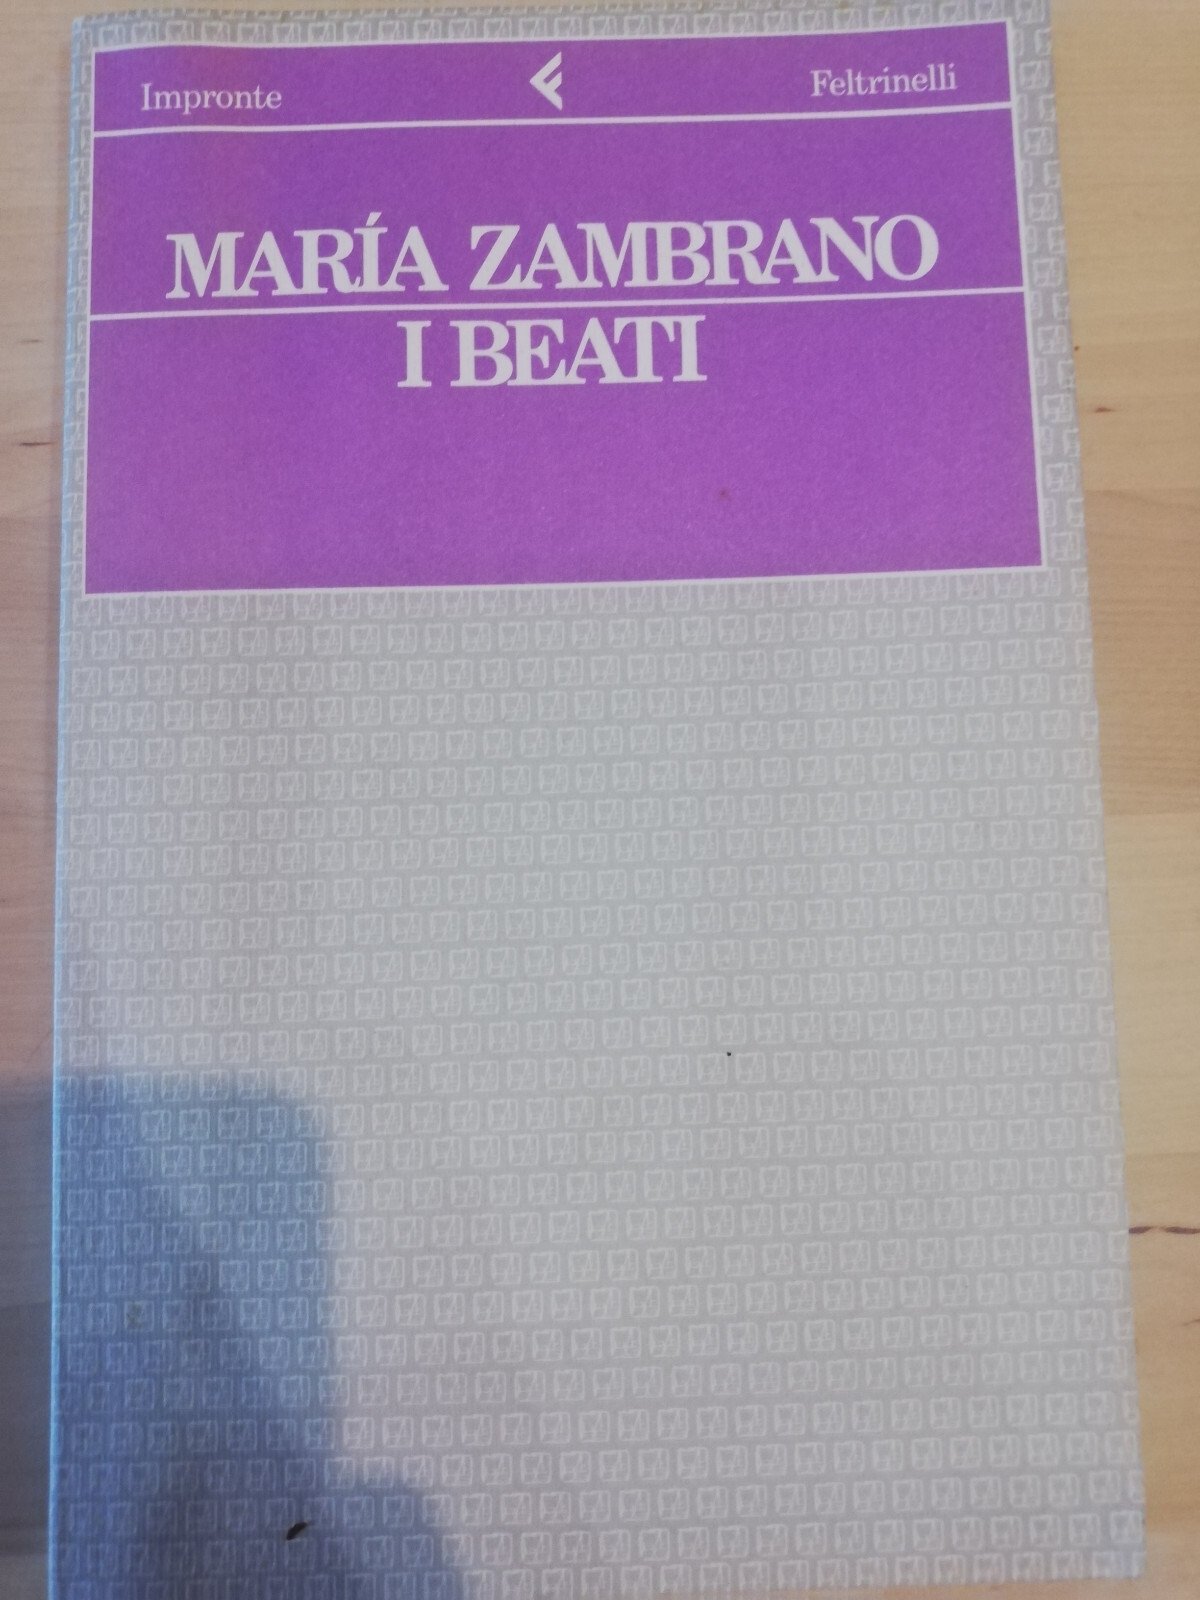 Impronte Feltrinelli
MARÍA ZAMBRANO
I BEATI